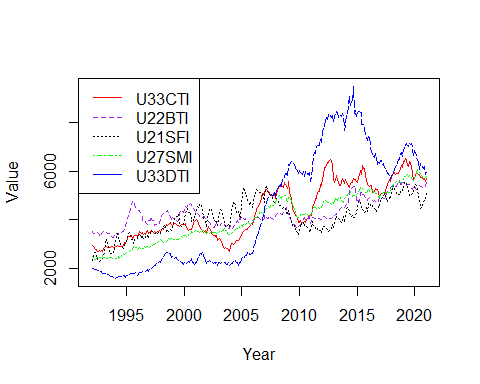 U33CTI
U22BTI
U21SFI
U27SMI
U33DTI
Value
2000
6000
1995
2000
2005
2010
2015
2020
Year